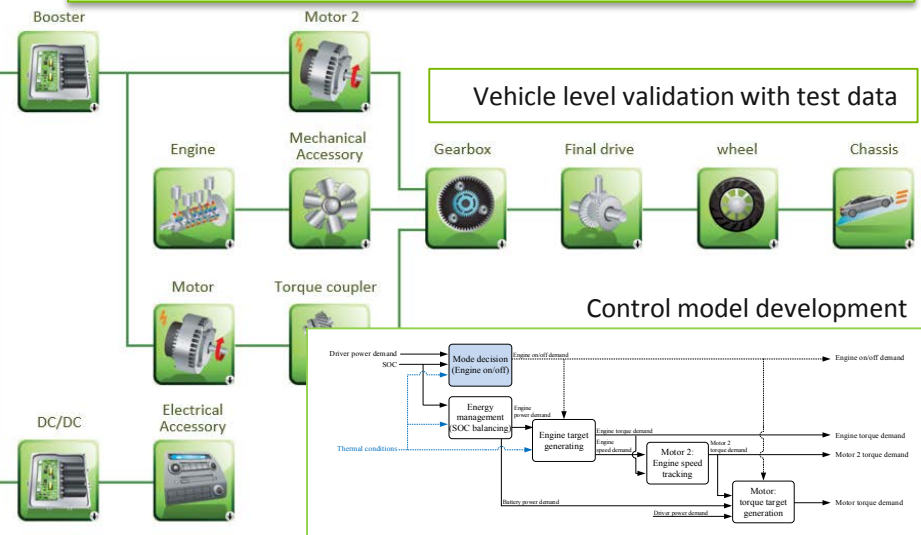 Booster
Motor 2
Vehicle level validation with test data
Engine
Mechanical
Accessory
Gearbox
Final drive
wheel
Chassis
Motor
Torque coupler
Control model development
DC/DC
Electrical
Accessory
Driver power demand
SOC
Thermal conditions
Mode decision
(Engine on/off)
Engine on/off demand
Engine on/off demand
Energy
management
(SOC balancing)
Engine
power demand
Engine target
generating
Engine torque demand
Engine torque demand
Engine
speed demand
Motor 2:
Engine speed
tracking
Motor 2
torque demand
Motor 2 torque demand
Battery power demand
Driver power demand
Motor:
torque target
generation
Motor torque demand